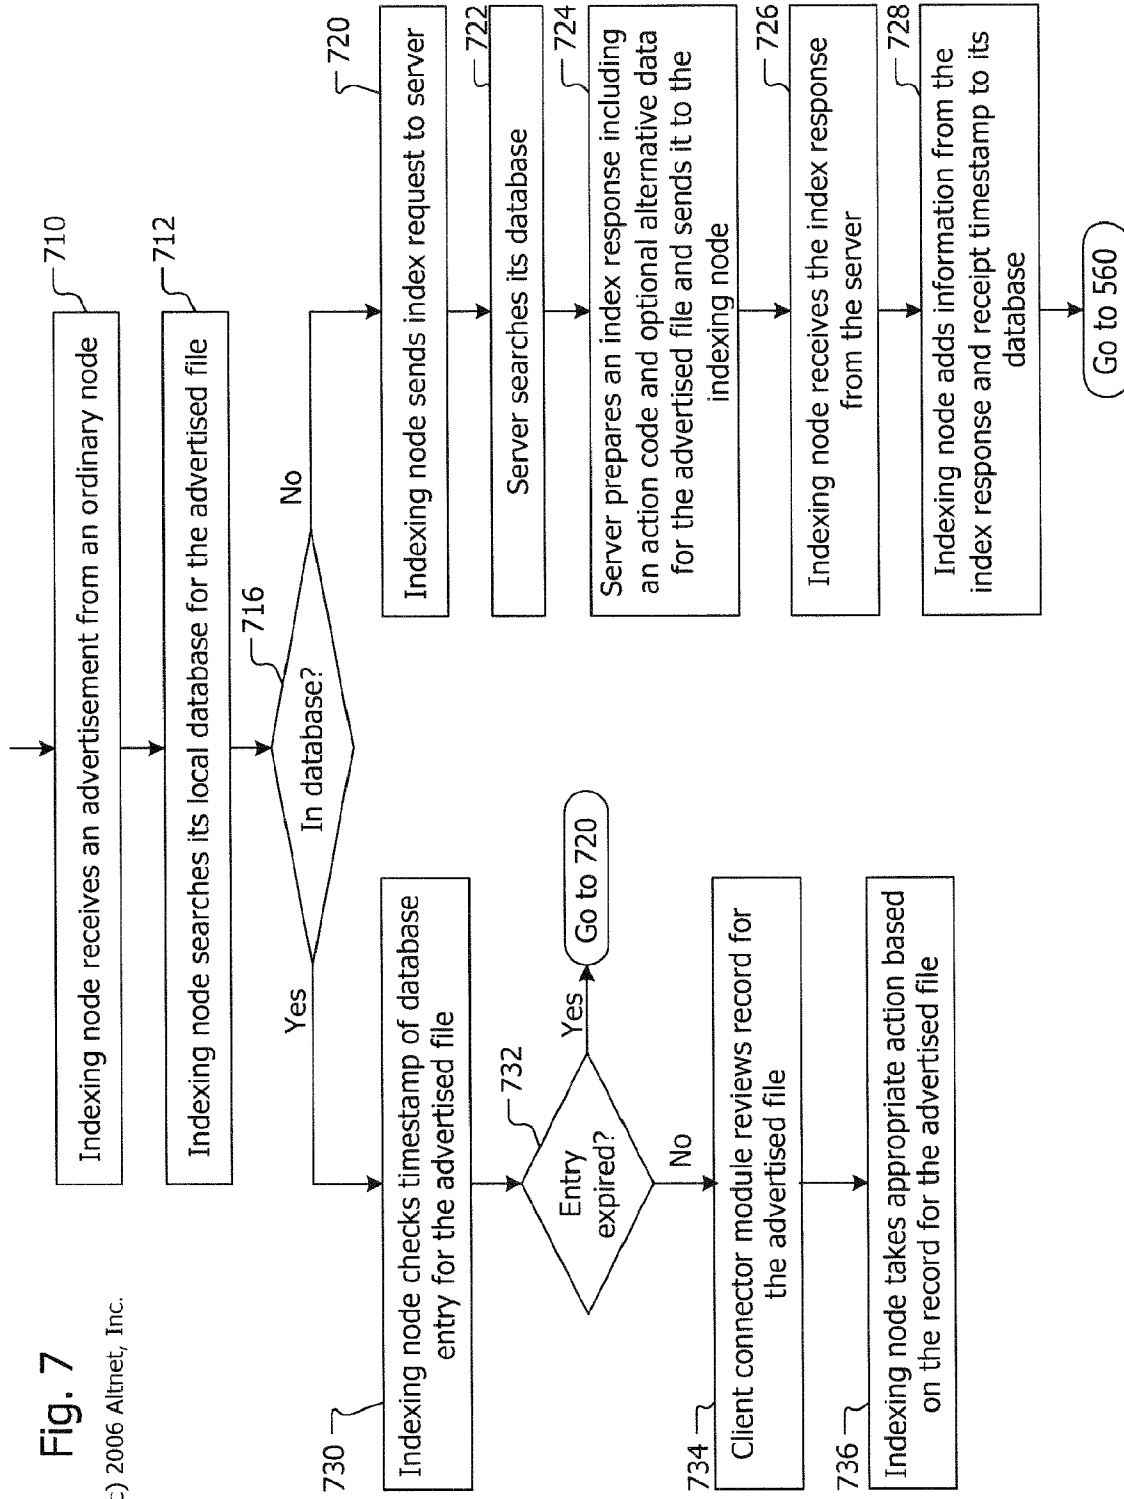 Fig. 7
c) 2006 Altnet, Inc.
710
Indexing node receives an advertisement from an ordinary node
712
Indexing node searches its local database for the advertised file
716
In database?
Yes
No
730
Indexing node checks timestamp of database
entry for the advertised file
732
Entry
expired?
Yes
Go to 720
No
734
Client connector module reviews record for
the advertised file
736
Indexing node takes appropriate action based
on the record for the advertised file
720
Indexing node sends index request to server
722
Server searches its database
724
Server prepares an index response including
an action code and optional alternative data
for the advertised file and sends it to the
indexing node
726
Indexing node receives the index response
from the server
728
Indexing node adds information from the
index response and receipt timestamp to its
database
Go to 560